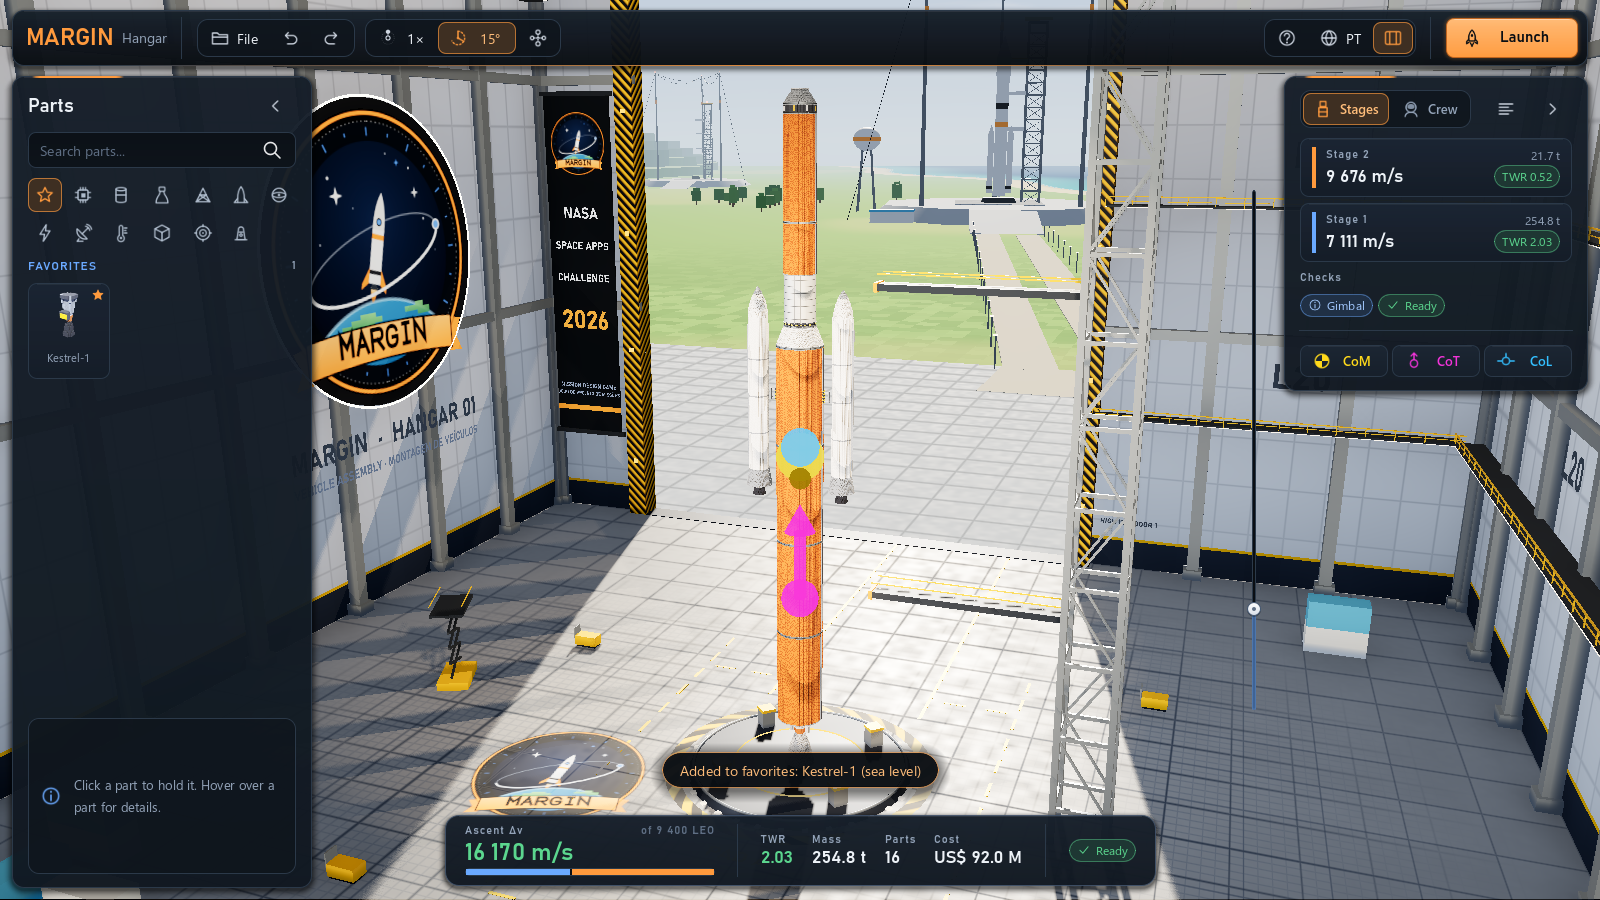 MARGIN Hangar
File
1×
15°
PT
Launch
Parts
Search parts...
FAVORITES 1
Kestrel-1
Click a part to hold it. Hover over a
part for details.
MARGIN
MARGIN - HANGAR 01
MARGIN
NASA
SPACE APPS
CHALLENGE
2026
Stages
Crew
Stage 2 21.7 t
9 676 m/s TWR 0.52
Stage 1 254.8 t
7 111 m/s TWR 2.03
Checks
Gimbal Ready
CoM CoT CoL
20
MARGIN
Added to favorites: Kestrel-1 (sea level)
Ascent Δv of 9 400 LEO
16 170 m/s
TWR Mass Parts Cost
2.03 254.8 t 16 US$ 92.0 M
Ready